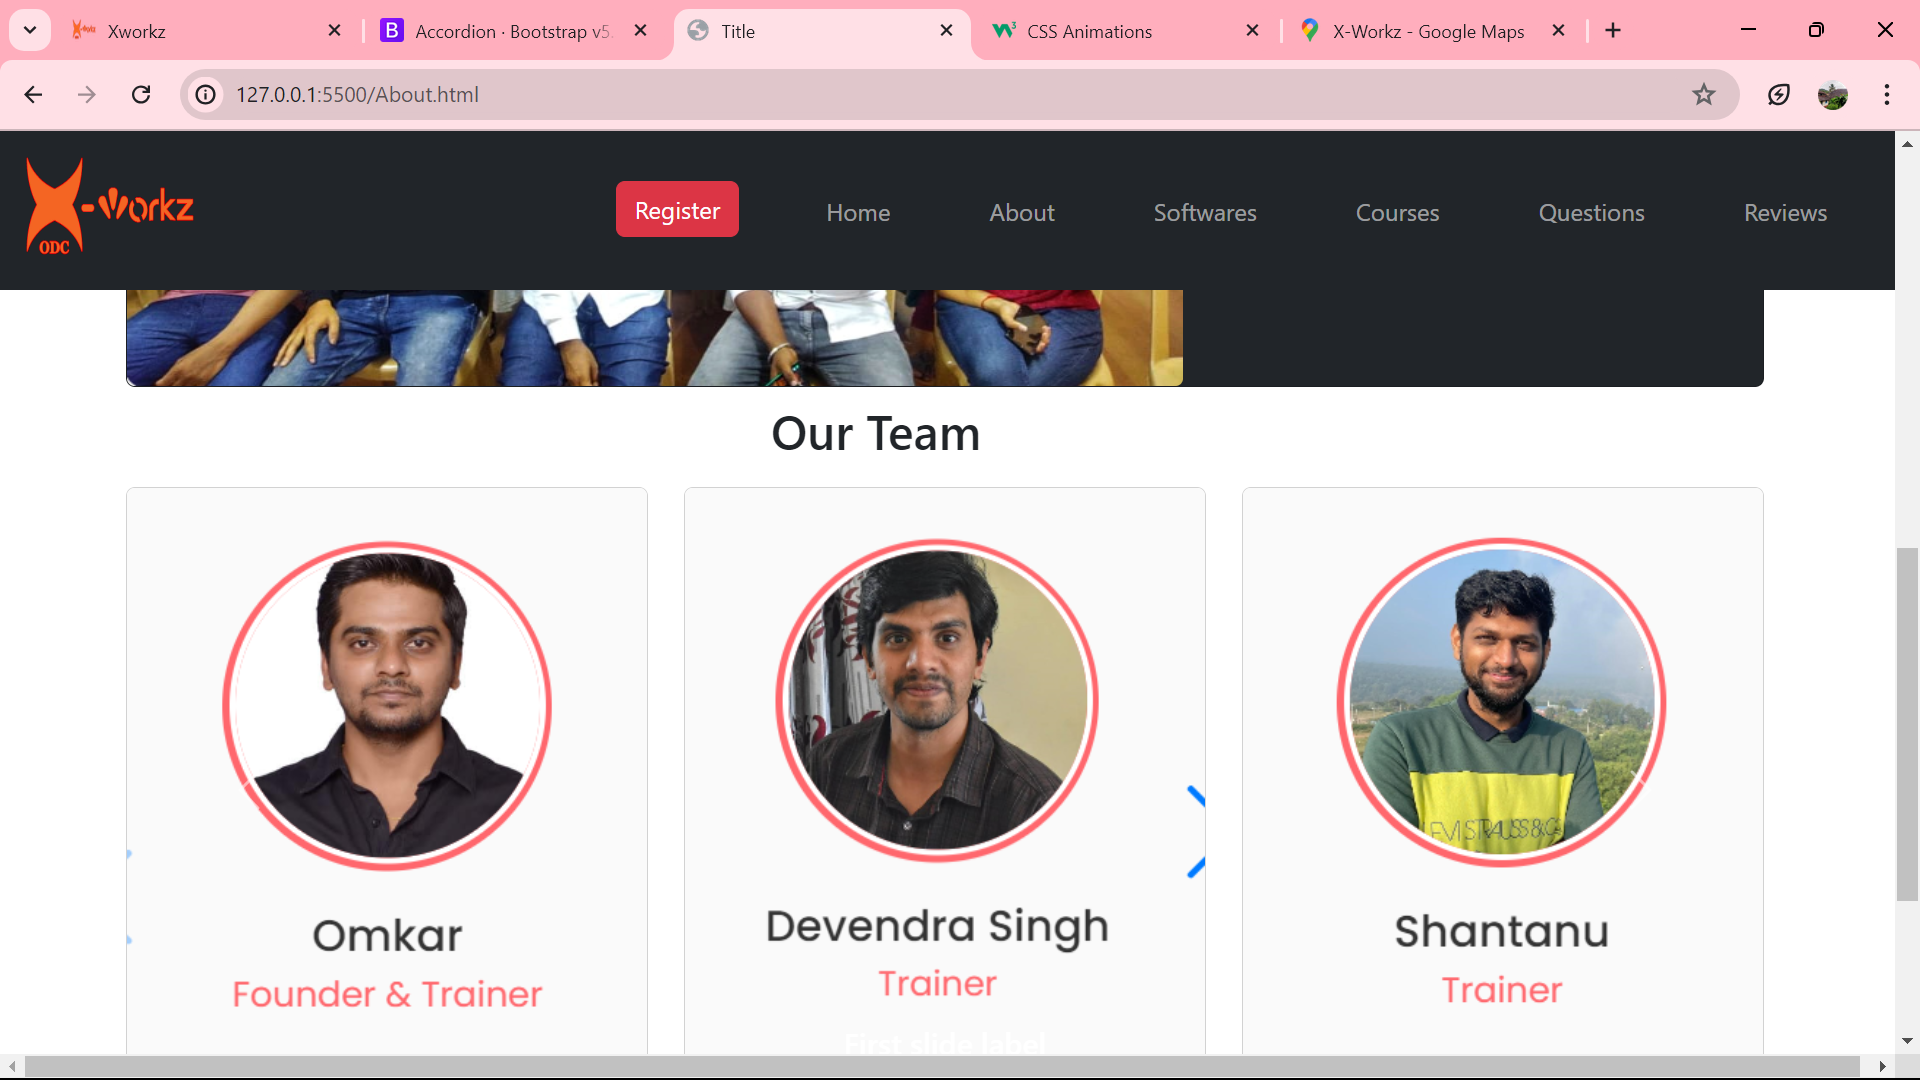 Xworkz
Accordion · Bootstrap v5.
Title
CSS Animations
X-Workz - Google Maps
127.0.0.1:5500/About.html
X-workz
ODC
Register
Home
About
Softwares
Courses
Questions
Reviews
Our Team
Omkar
Founder & Trainer
Devendra Singh
Trainer
First slide label
Shantanu
Trainer